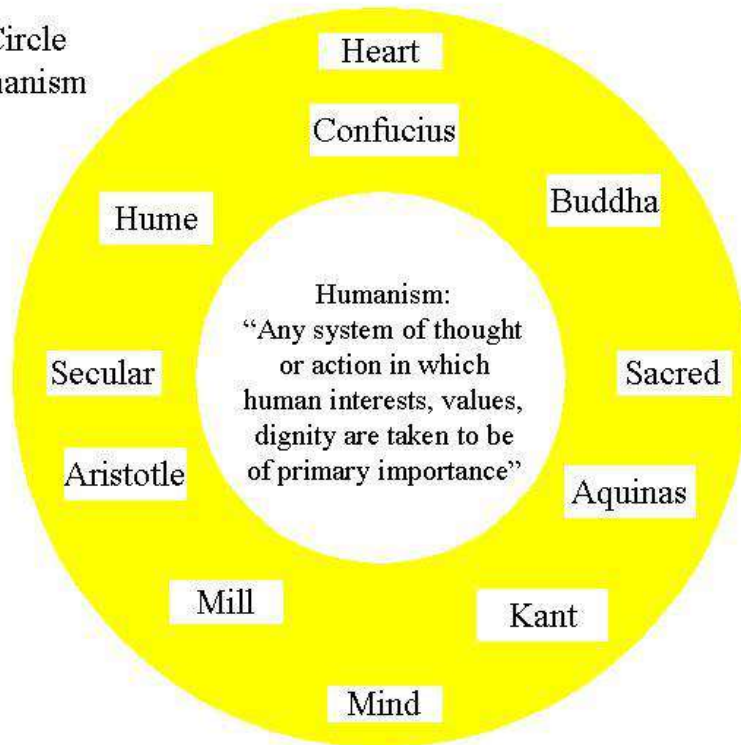 Circle
Heart
Confucius
Hume
Buddha
Humanism:
“Any system of thought
or action in which
human interests, values,
dignity are taken to be
of primary importance”
Secular
Sacred
Aristotle
Aquinas
Mill
Kant
Mind